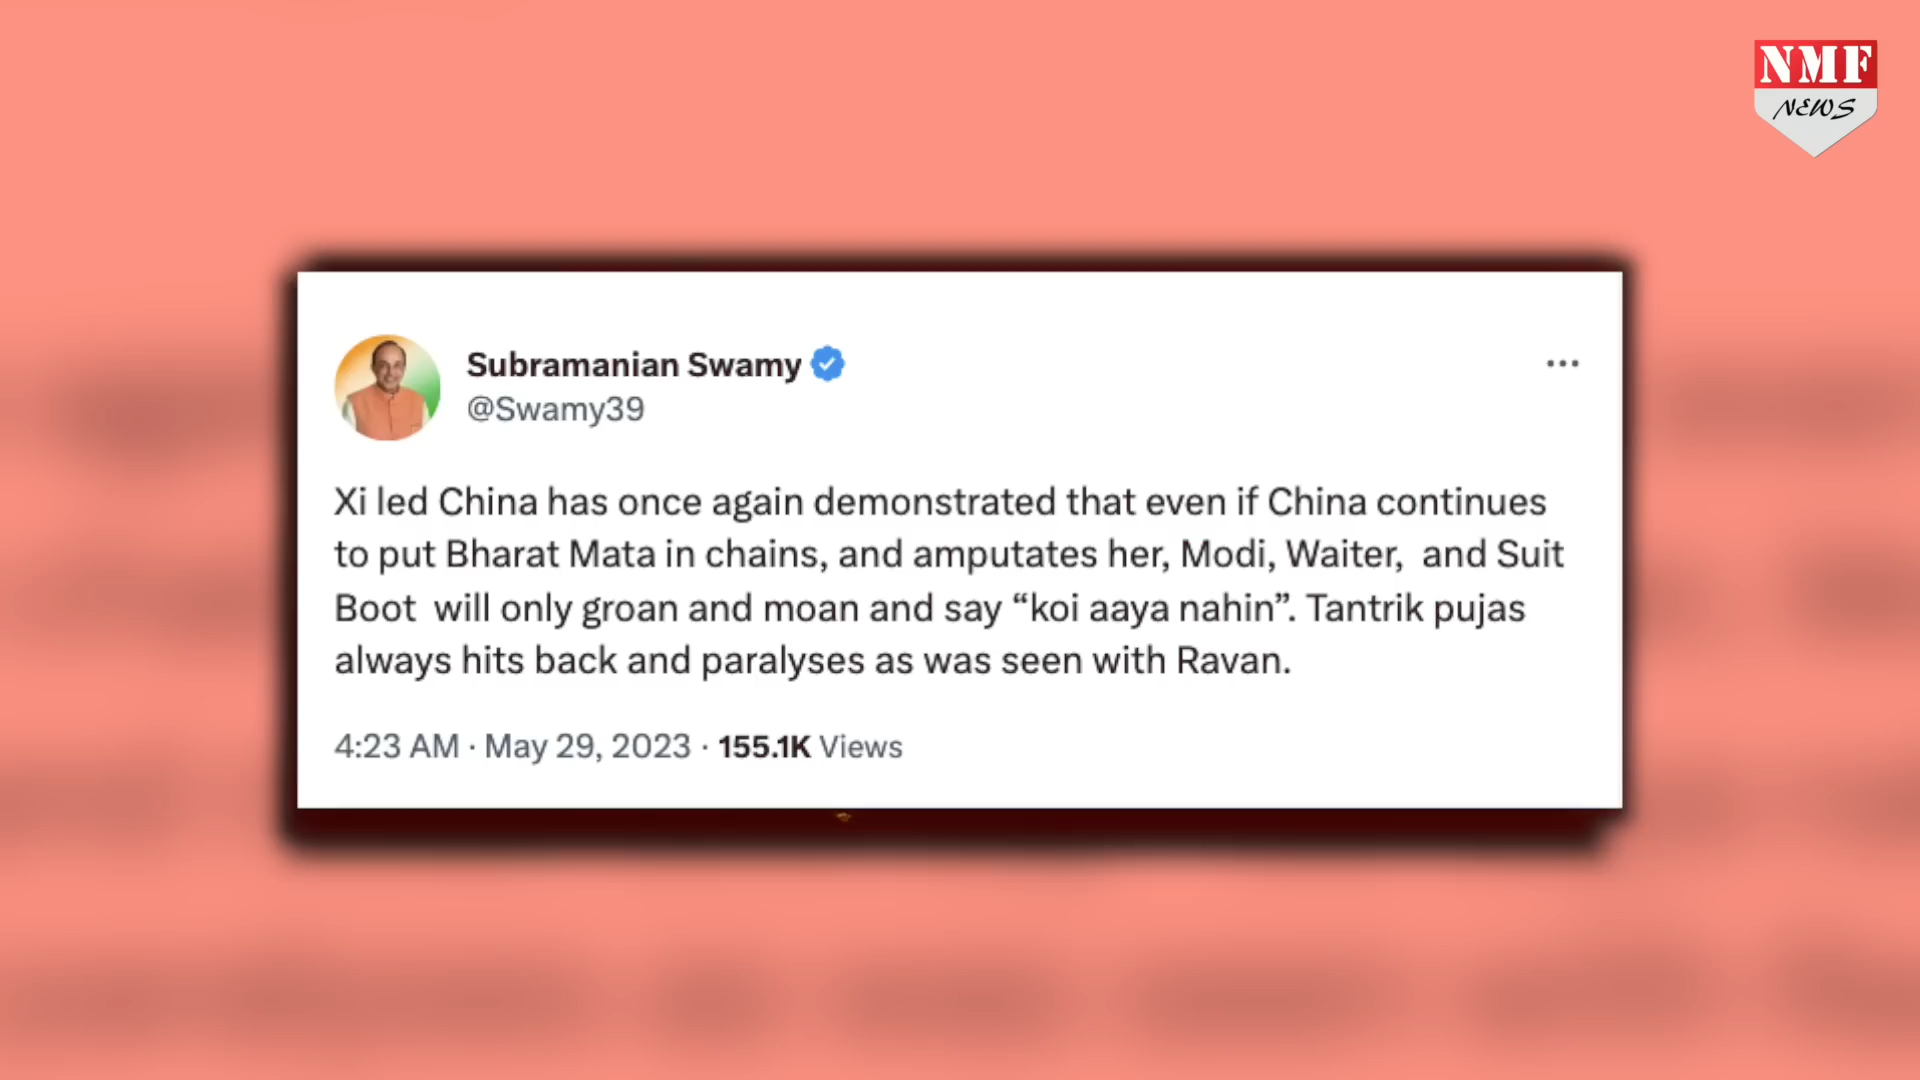 NMF
NEWS
Subramanian Swamy
@Swamy39
Xi led China has once again demonstrated that even if China continues
to put Bharat Mata in chains, and amputates her, Modi, Waiter,  and Suit
Boot  will only groan and moan and say “koi aaya nahin”. Tantrik pujas
always hits back and paralyses as was seen with Ravan.
4:23 AM · May 29, 2023 · 155.1K Views